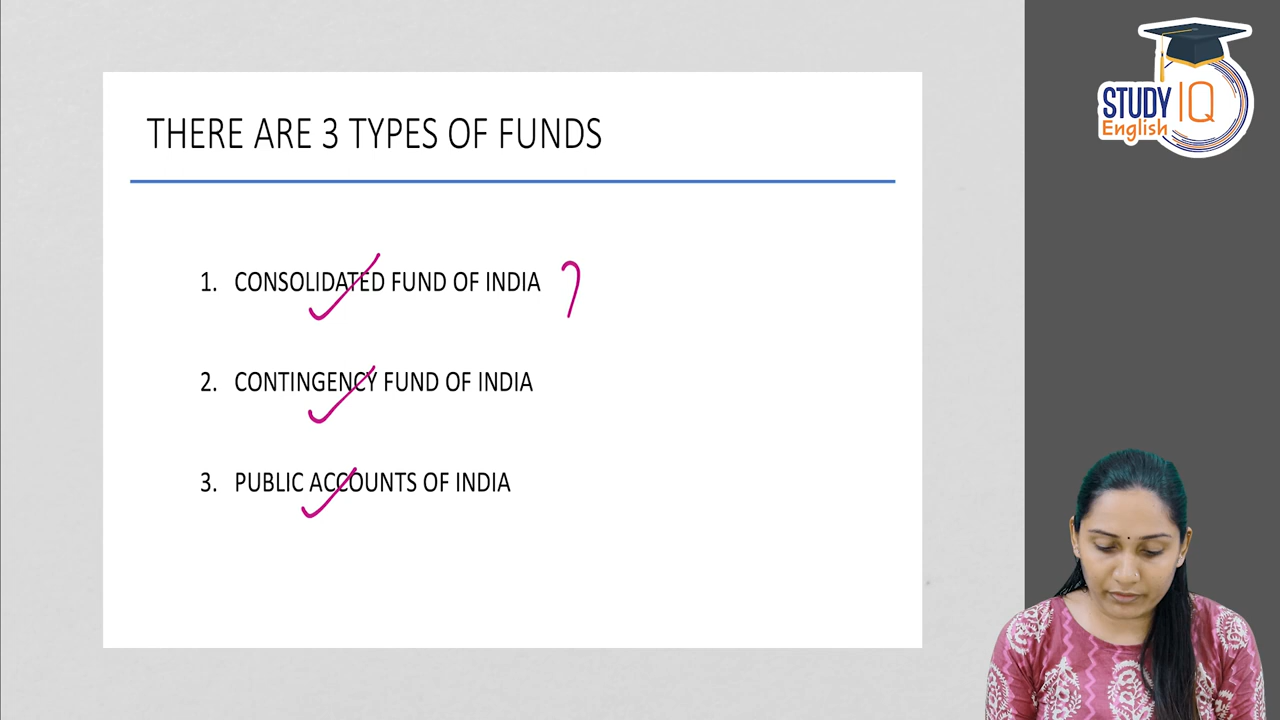 THERE ARE 3 TYPES OF FUNDS
1. CONSOLIDATED FUND OF INDIA
2. CONTINGENCY FUND OF INDIA
3. PUBLIC ACCOUNTS OF INDIA
STUDY IQ
English